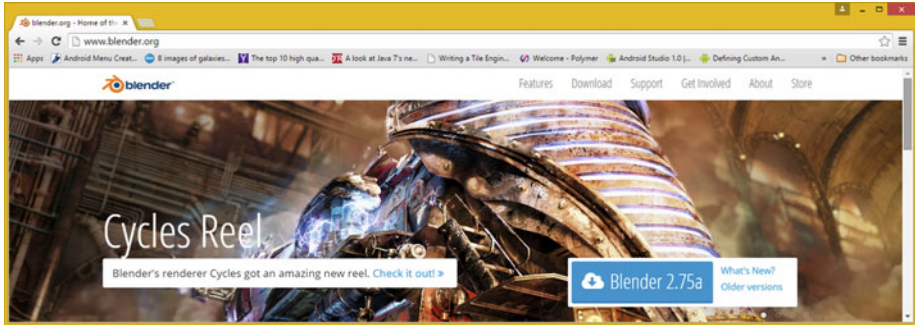 blender.org - Home of th
www.blender.org
Apps Android Menu Creat... 8 images of galaxies... The top 10 high qua... A look at Java 7's ne... Writing a Tile Engin... Welcome - Polymer Android Studio 1.0 |... Defining Custom An... » Other bookmarks
blender Features Download Support Get Involved About Store
Cycles Reel
Blender's renderer Cycles got an amazing new reel. Check it out! »
Blender 2.75a
What's New?
Older versions